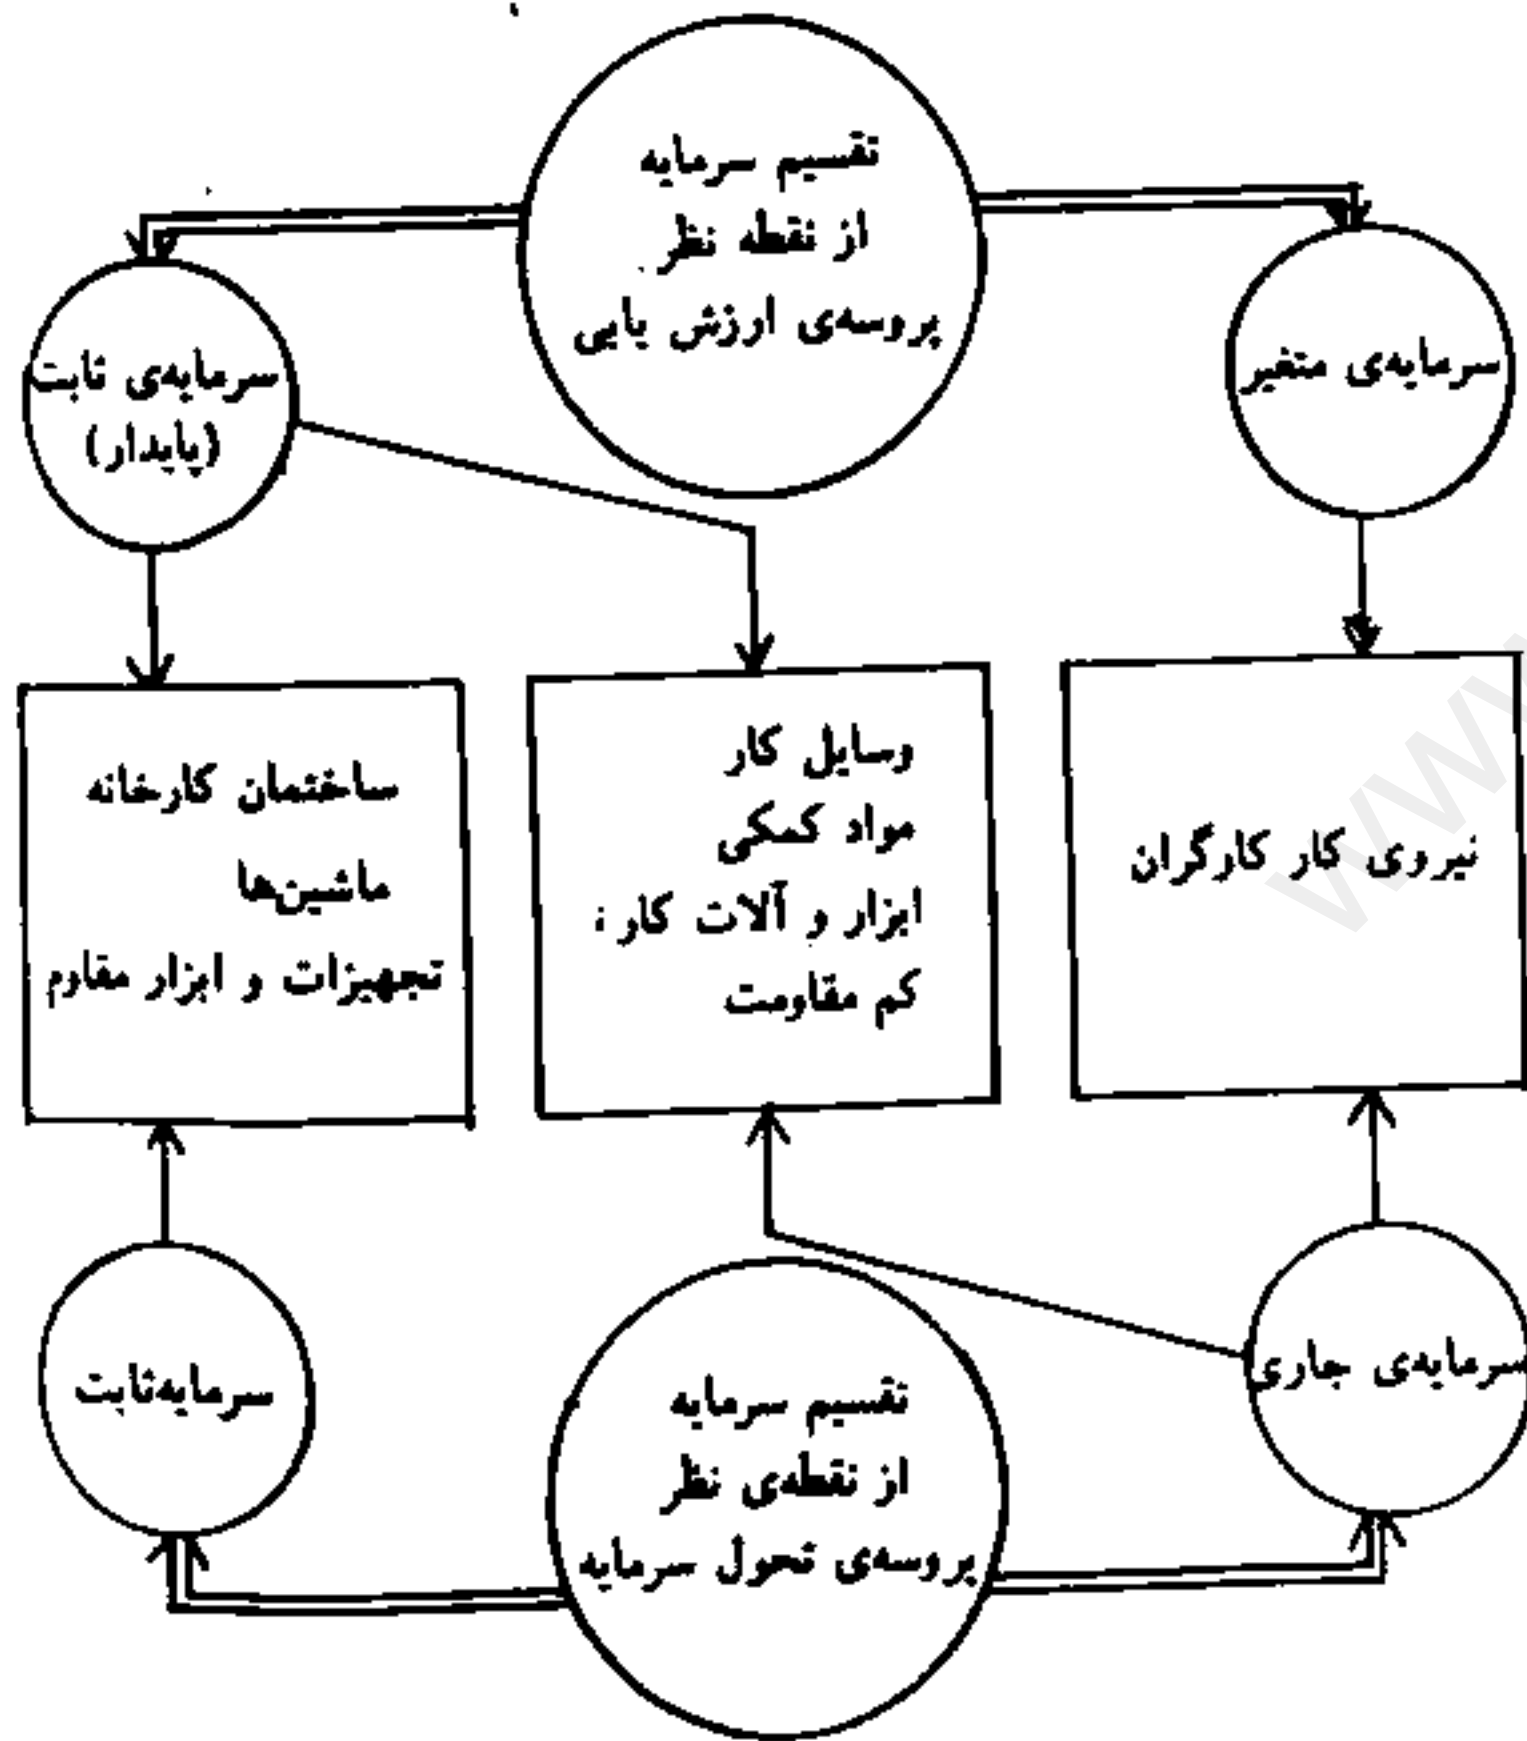 تقسیم سرمایه
از نقطه نظر
پروسه‌ی ارزش یابی
سرمایه‌ی متغیر
سرمایه‌ی ثابت
(پایدار)
نیروی کار کارگران
وسایل کار
مواد کمکی
ابزار و آلات کار،
کم مقاومت
ساختمان کارخانه
ماشین‌ها
تجهیزات و ابزار مقاوم
سرمایه‌ی جاری
سرمایه‌ثابت
تقسیم سرمایه
از نقطه‌ی نظر
پروسه‌ی تحول سرمایه
www